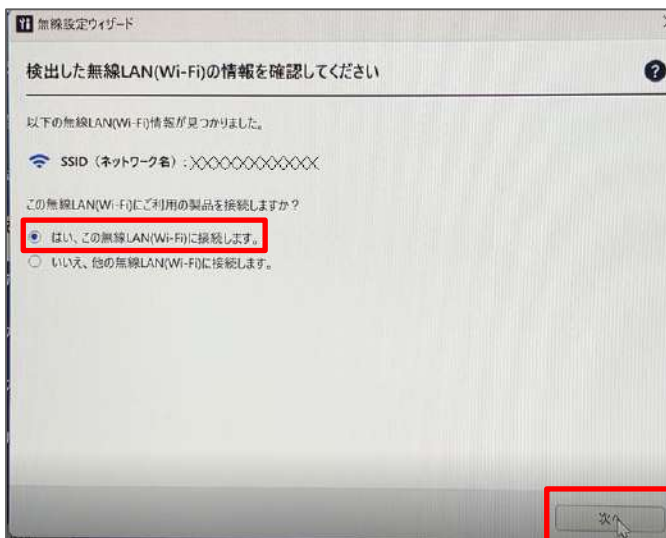 無線設定ウィザード
検出した無線LAN(Wi-Fi)の情報を確認してください
?
以下の無線LAN(Wi-Fi)情報が見つかりました。
SSID (ネットワーク名) : XXXXXXXXXXXX
この無線LAN(Wi-Fi)にご利用の製品を接続しますか?
はい、この無線LAN(Wi-Fi)に接続します。
いいえ、他の無線LAN(Wi-Fi)に接続します。
次へ